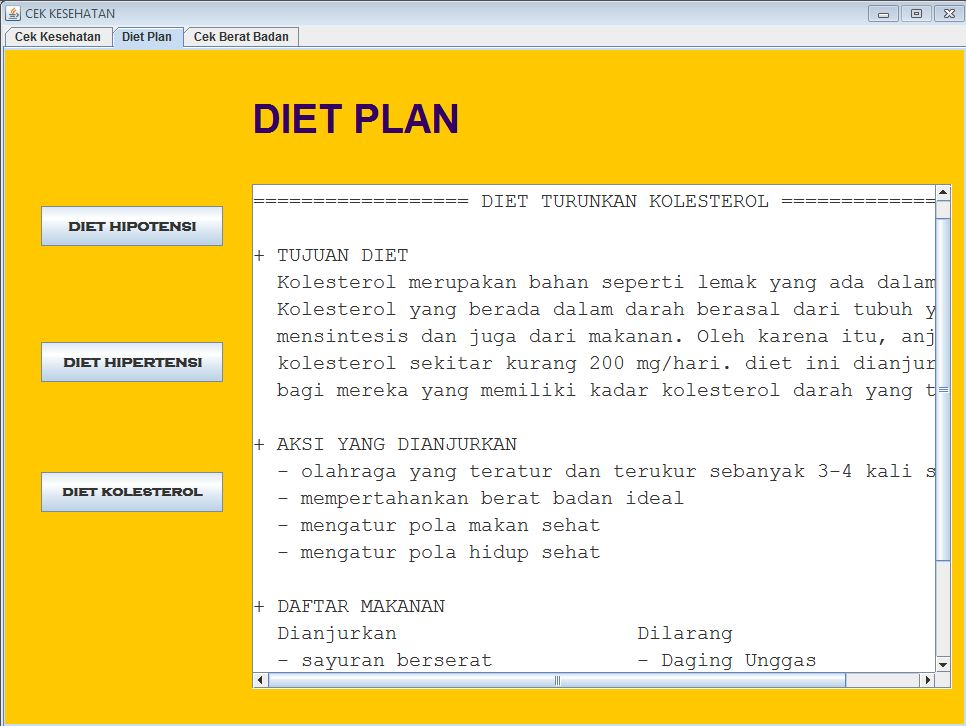 CEK KESEHATAN
Cek Kesehatan Diet Plan Cek Berat Badan
DIET PLAN
DIET HIPOTENSI
DIET HIPERTENSI
DIET KOLESTEROL
================== DIET TURUNKAN KOLESTEROL =============
+ TUJUAN DIET
Kolesterol merupakan bahan seperti lemak yang ada dalam
Kolesterol yang berada dalam darah berasal dari tubuh y
mensintesis dan juga dari makanan. Oleh karena itu, anj
kolesterol sekitar kurang 200 mg/hari. diet ini dianjur
bagi mereka yang memiliki kadar kolesterol darah yang t
+ AKSI YANG DIANJURKAN
- olahraga yang teratur dan terukur sebanyak 3-4 kali s
- mempertahankan berat badan ideal
- mengatur pola makan sehat
- mengatur pola hidup sehat
+ DAFTAR MAKANAN
Dianjurkan Dilarang
- sayuran berserat - Daging Unggas